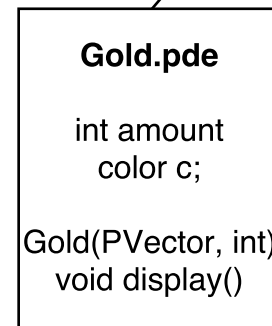 Gold.pde
int amount
color c;
Gold(PVector, int)
void display()